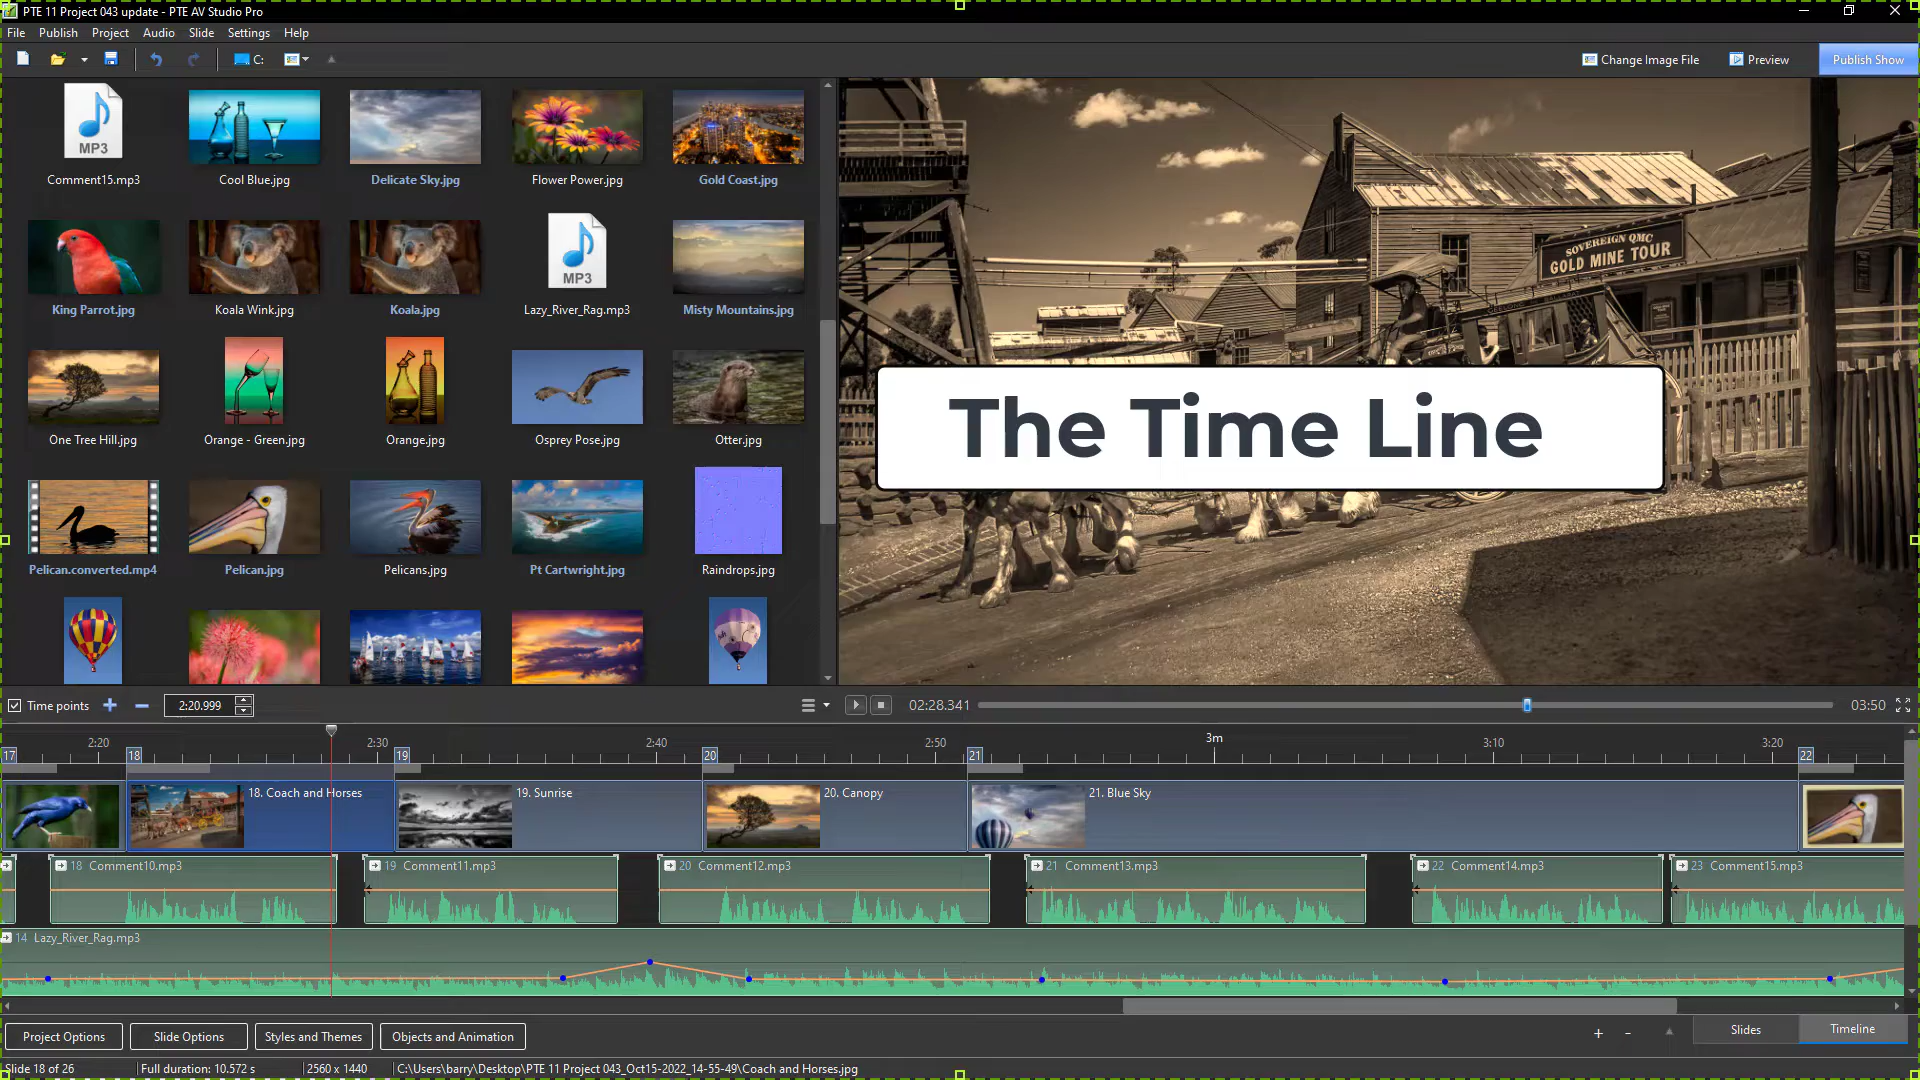 PTE 11 Project 043 update - PTE AV Studio Pro
File Publish Project Audio Slide Settings Help
C:
Change Image File Preview Publish Show
MP3
Comment15.mp3 Cool Blue.jpg Delicate Sky.jpg Flower Power.jpg Gold Coast.jpg
MP3
King Parrot.jpg Koala Wink.jpg Koala.jpg Lazy_River_Rag.mp3 Misty Mountains.jpg
One Tree Hill.jpg Orange - Green.jpg Orange.jpg Osprey Pose.jpg Otter.jpg
Pelican.converted.mp4 Pelican.jpg Pelicans.jpg Pt Cartwright.jpg Raindrops.jpg
SOVEREIGN QMC
GOLD MINE TOUR
The Time Line
Time points + - 2:20.999
02:28.341 03:50
2:20 2:30 2:40 2:50 3m 3:10 3:20
17 18 19 20 21 22
18. Coach and Horses 19. Sunrise 20. Canopy 21. Blue Sky
18 Comment10.mp3 19 Comment11.mp3 20 Comment12.mp3 21 Comment13.mp3 22 Comment14.mp3 23 Comment15.mp3
14 Lazy_River_Rag.mp3
Project Options Slide Options Styles and Themes Objects and Animation
+ - Slides Timeline
Slide 18 of 26 Full duration: 10.572 s 2560 x 1440 C:\Users\barry\Desktop\PTE 11 Project 043_Oct15-2022_14-55-49\Coach and Horses.jpg